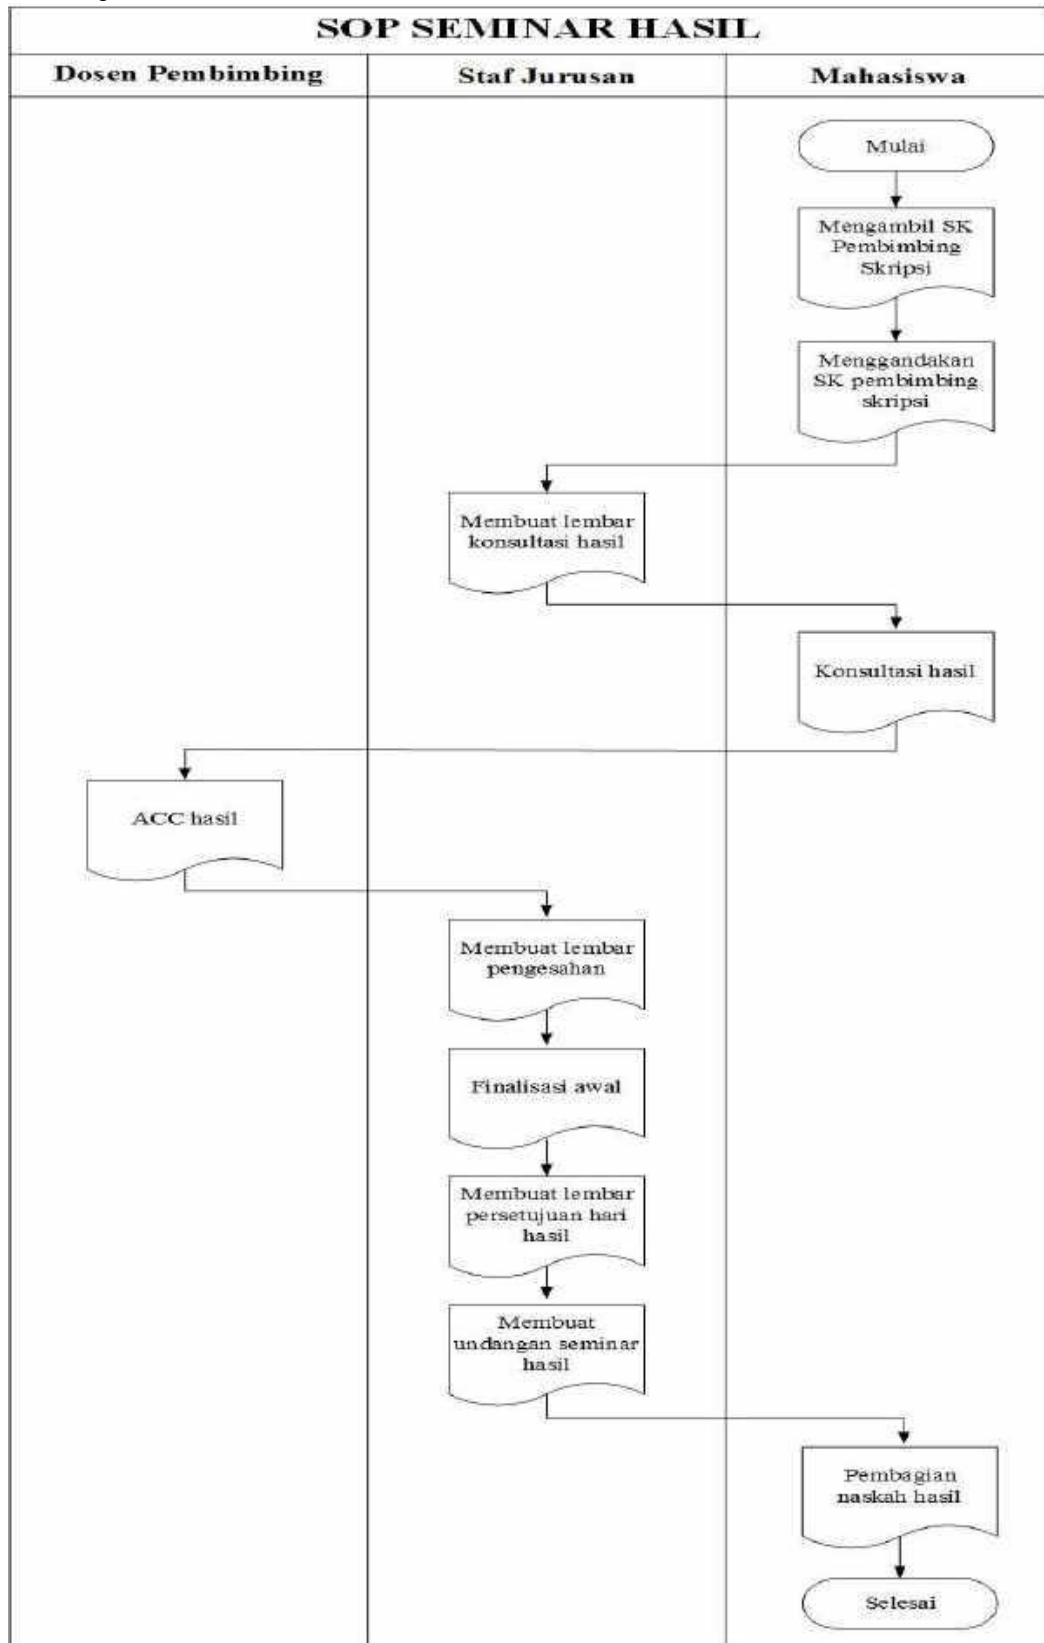 SOP SEMINAR HASIL
Dosen Pembimbing
Staf Jurusan
Mahasiswa
Mulai
Mengambil SK
Pembimbing
Skripsi
Menggandakan
SK pembimbing
skripsi
Membuat lembar
konsultasi hasil
Konsultasi hasil
ACC hasil
Membuat lembar
pengesahan
Finalisasi awal
Membuat lembar
persetujuan hari
hasil
Membuat
undangan seminar
hasil
Pembagian
naskah hasil
Selesai